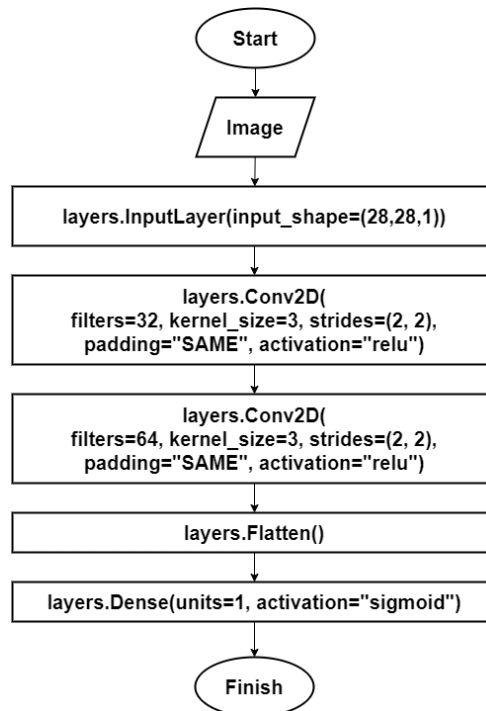 Start
Image
layers.InputLayer(input_shape=(28,28,1))
layers.Conv2D(
filters=32, kernel_size=3, strides=(2, 2),
padding="SAME", activation="relu")
layers.Conv2D(
filters=64, kernel_size=3, strides=(2, 2),
padding="SAME", activation="relu")
layers.Flatten()
layers.Dense(units=1, activation="sigmoid")
Finish